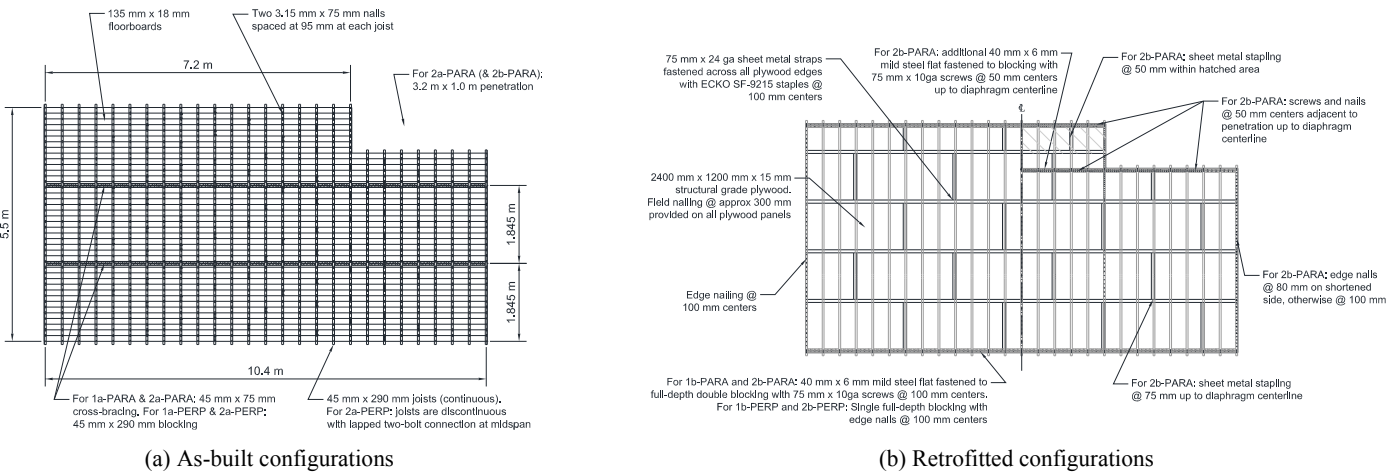 135 mm x 18 mm
floorboards
Two 3.15 mm x 75 mm nails
spaced at 95 mm at each joist
7.2 m
For 2a-PARA (& 2b-PARA):
3.2 m x 1.0 m penetration
5.5 m
1.845 m
1.845 m
10.4 m
For 1a-PARA & 2a-PARA: 45 mm x 75 mm
cross-bracing. For 1a-PERP & 2a-PERP:
45 mm x 290 mm blocking
45 mm x 290 mm joists (continuous).
For 2a-PERP: joists are discontinuous
with lapped two-bolt connection at midspan
(a) As-built configurations
75 mm x 24 ga sheet metal straps
fastened across all plywood edges
with ECKO SF-9215 staples @
100 mm centers
For 2b-PARA: additional 40 mm x 6 mm
mild steel flat fastened to blocking with
75 mm x 10ga screws @ 50 mm centers
up to diaphragm centerline
For 2b-PARA: sheet metal stapling
@ 50 mm within hatched area
For 2b-PARA: screws and nails
@ 50 mm centers adjacent to
penetration up to diaphragm
centerline
2400 mm x 1200 mm x 15 mm
structural grade plywood.
Field nailing @ approx 300 mm
provided on all plywood panels
Edge nailing @
100 mm centers
For 2b-PARA: edge nails
@ 80 mm on shortened
side, otherwise @ 100 mm
For 1b-PARA and 2b-PARA: 40 mm x 6 mm mild steel flat fastened to
full-depth double blocking with 75 mm x 10ga screws @ 100 mm centers.
For 1b-PERP and 2b-PERP: Single full-depth blocking with
edge nails @ 100 mm centers
For 2b-PARA: sheet metal stapling
@ 75 mm up to diaphragm centerline
(b) Retrofitted configurations